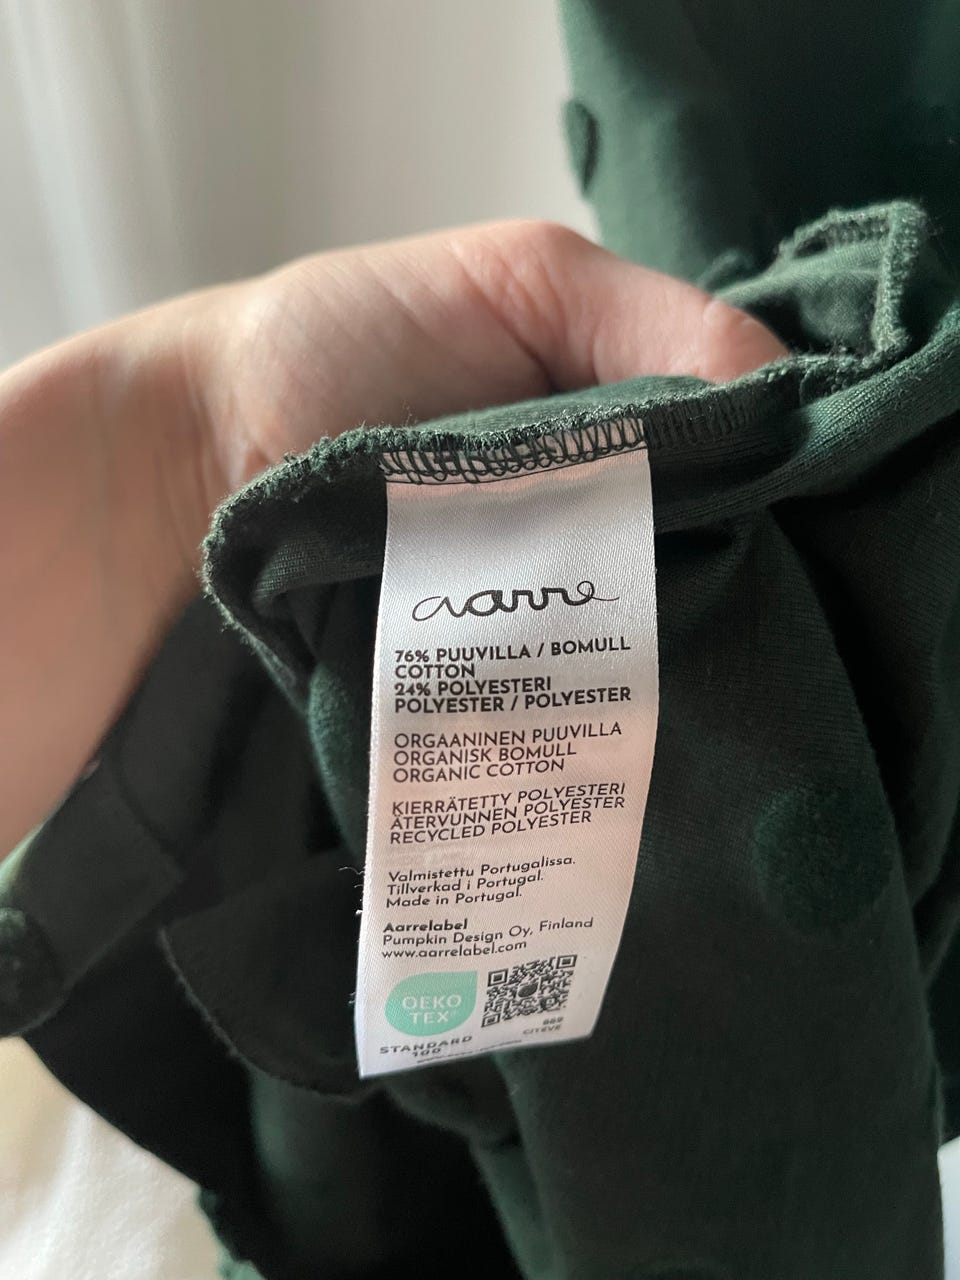 aarre
76% PUUVILLA / BOMULL
COTTON
24% POLYESTERI
POLYESTER / POLYESTER
ORGAANINEN PUUVILLA
ORGANISK BOMULL
ORGANIC COTTON
KIERRÄTETTY POLYESTERI
ÅTERVUNNEN POLYESTER
RECYCLED POLYESTER
Valmistettu Portugalissa.
Tillverkad i Portugal.
Made in Portugal.
Aarrelabel
Pumpkin Design Oy, Finland
www.aarrelabel.com
OEKO
TEX®
STANDARD
100
CITEVE